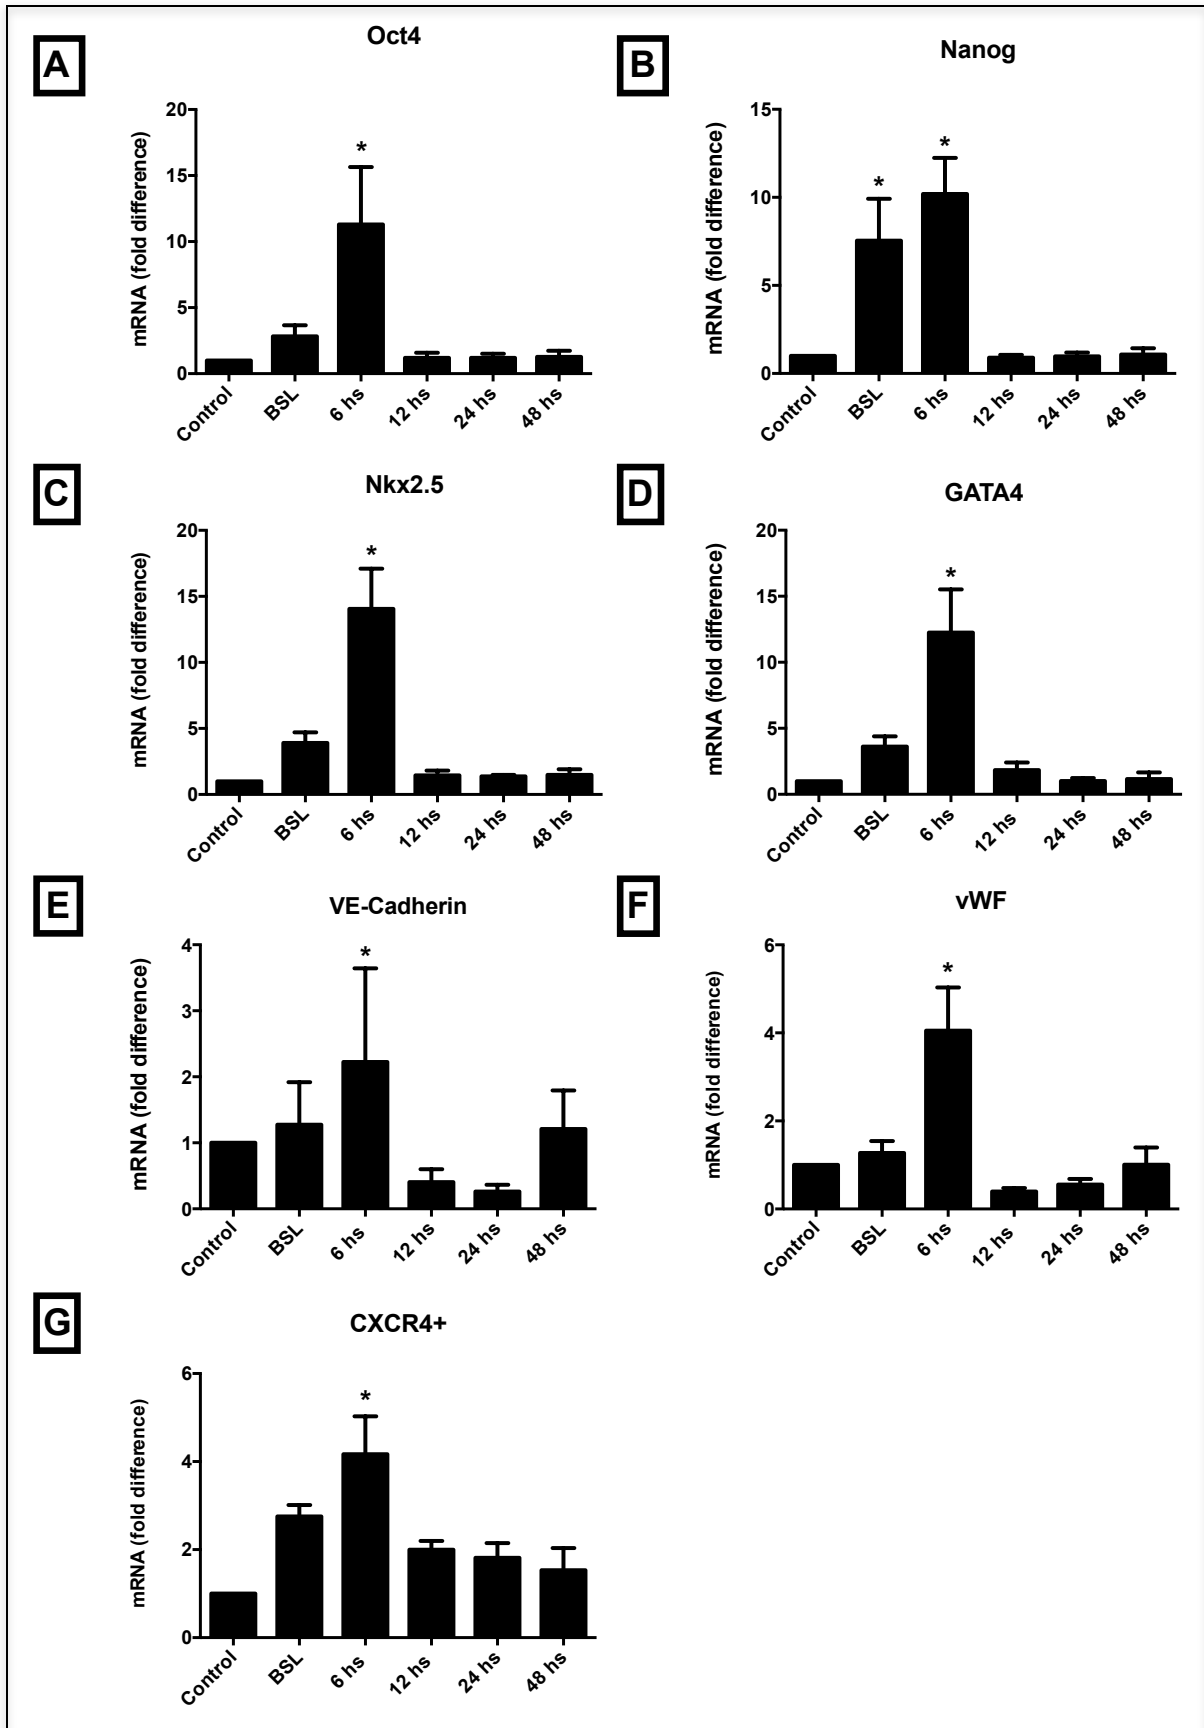 A
Oct4
mRNA (fold difference)
20
15
10
5
0
*
Control
BSL
6 hs
12 hs
24 hs
48 hs
B
Nanog
mRNA (fold difference)
15
10
5
0
*
*
Control
BSL
6 hs
12 hs
24 hs
48 hs
C
Nkx2.5
mRNA (fold difference)
20
15
10
5
0
*
Control
BSL
6 hs
12 hs
24 hs
48 hs
D
GATA4
mRNA (fold difference)
20
15
10
5
0
*
Control
BSL
6 hs
12 hs
24 hs
48 hs
E
VE-Cadherin
mRNA (fold difference)
4
3
2
1
0
*
Control
BSL
6 hs
12 hs
24 hs
48 hs
F
vWF
mRNA (fold difference)
6
4
2
0
*
Control
BSL
6 hs
12 hs
24 hs
48 hs
G
CXCR4+
mRNA (fold difference)
6
4
2
0
*
Control
BSL
6 hs
12 hs
24 hs
48 hs